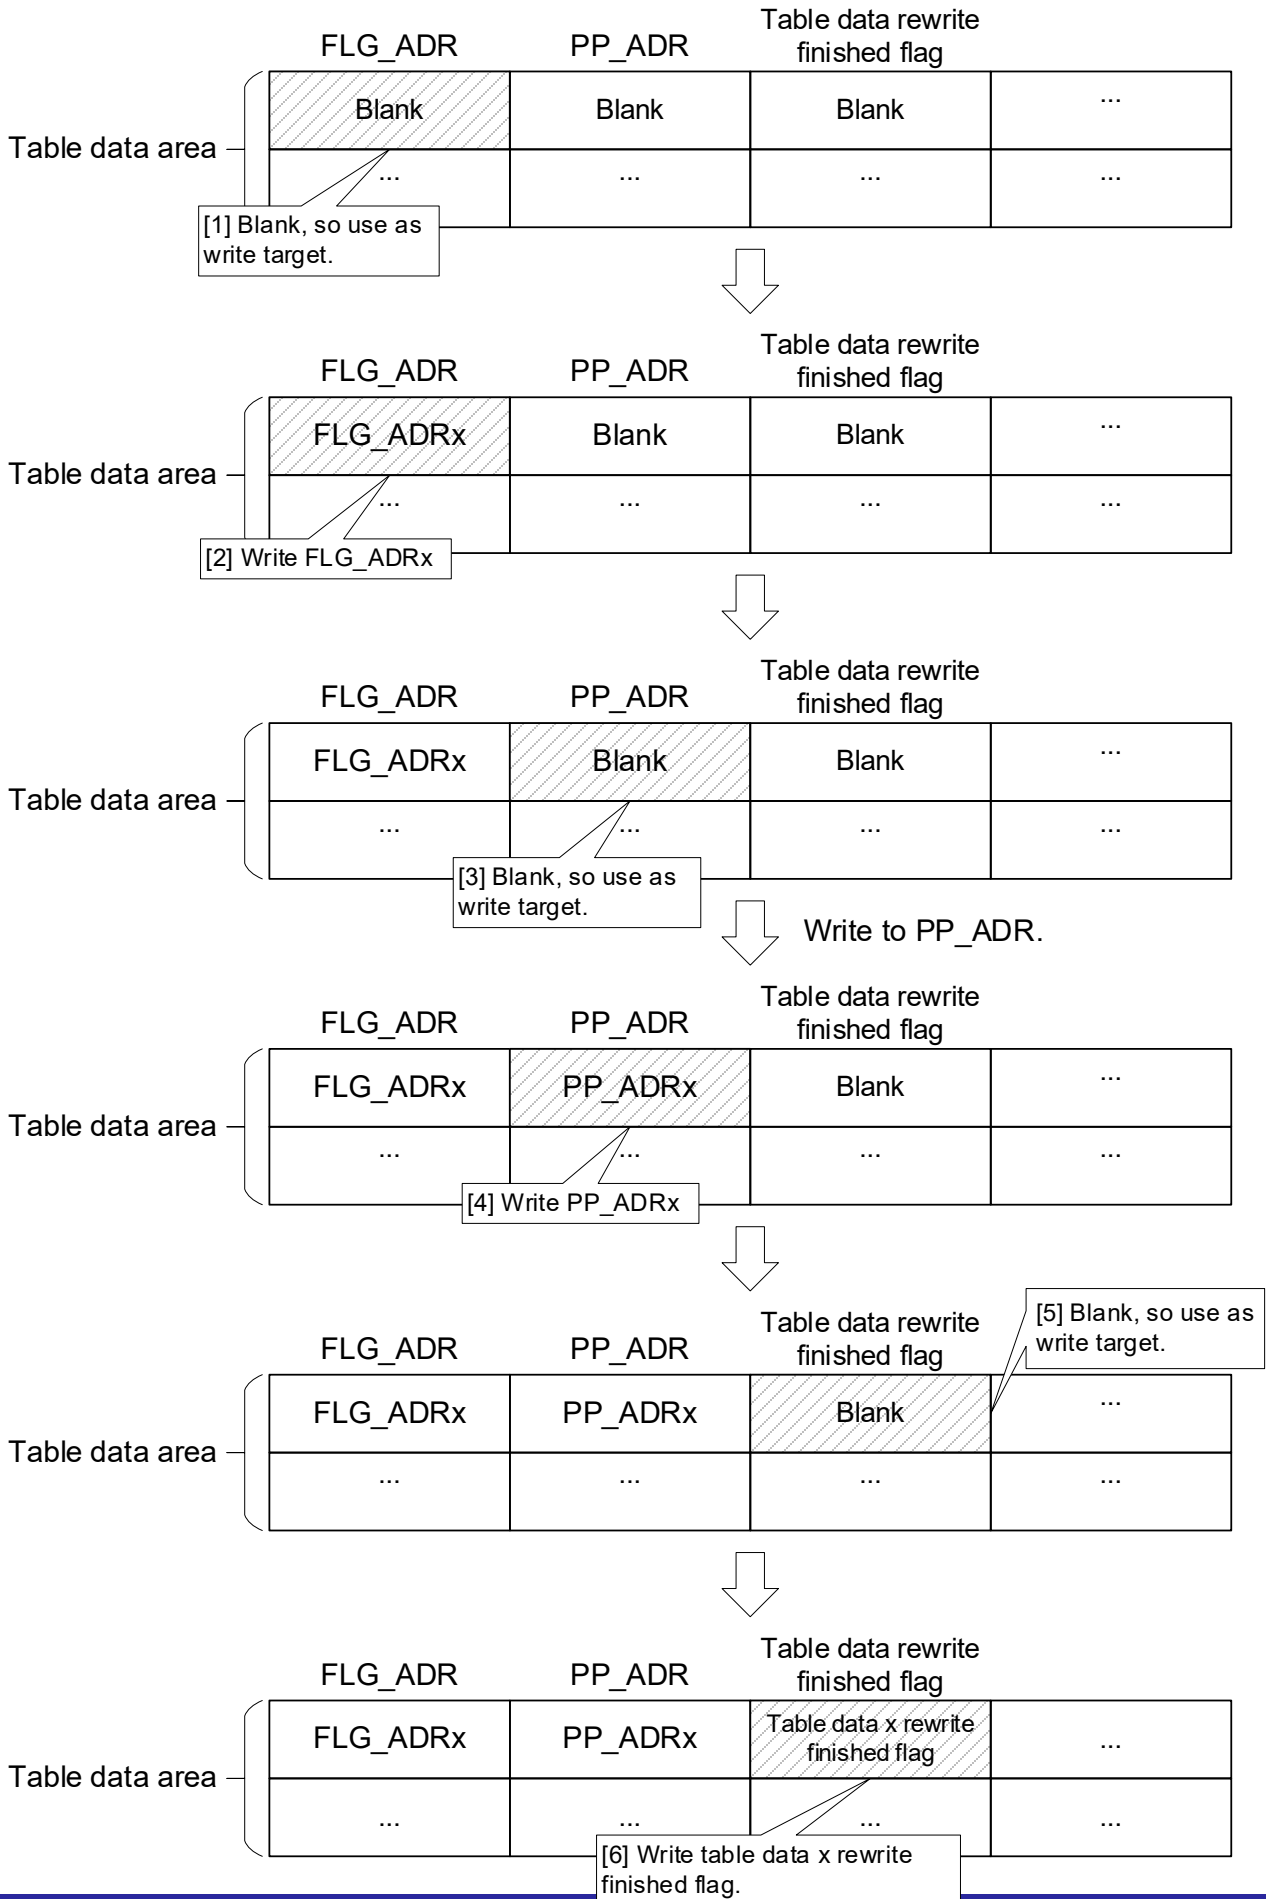 Table data rewrite
FLG_ADR PP_ADR finished flag
Blank Blank Blank ...
Table data area
... ... ... ...
[1] Blank, so use as
write target.
Table data rewrite
FLG_ADR PP_ADR finished flag
FLG_ADRx Blank Blank ...
Table data area
... ... ... ...
[2] Write FLG_ADRx
Table data rewrite
FLG_ADR PP_ADR finished flag
FLG_ADRx Blank Blank ...
Table data area
... ... ... ...
[3] Blank, so use as
write target.
Write to PP_ADR.
Table data rewrite
FLG_ADR PP_ADR finished flag
FLG_ADRx PP_ADRx Blank ...
Table data area
... ... ... ...
[4] Write PP_ADRx
[5] Blank, so use as
write target.
Table data rewrite
FLG_ADR PP_ADR finished flag
FLG_ADRx PP_ADRx Blank ...
Table data area
... ... ... ...
Table data rewrite
FLG_ADR PP_ADR finished flag
FLG_ADRx PP_ADRx Table data x rewrite
finished flag ...
Table data area
... ... ... ...
[6] Write table data x rewrite
finished flag.